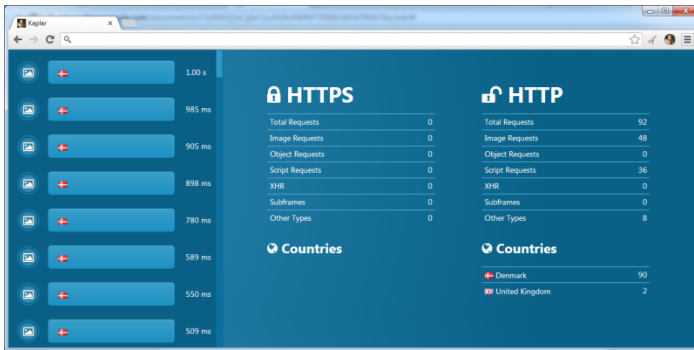 Kepler
1.00 s
985 ms
905 ms
898 ms
780 ms
589 ms
550 ms
509 ms
HTTPS
Total Requests 0
Image Requests 0
Object Requests 0
Script Requests 0
XHR 0
Subframes 0
Other Types 0
Countries
HTTP
Total Requests 92
Image Requests 48
Object Requests 0
Script Requests 36
XHR 0
Subframes 0
Other Types 8
Countries
Denmark 90
United Kingdom 2